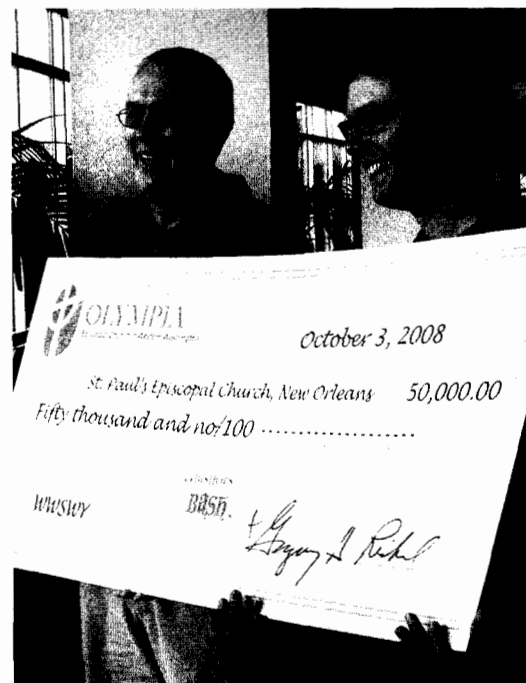 OLYMPIA
October 3, 2008
St. Paul's Episcopal Church, New Orleans 50,000.00
Fifty thousand and no/100 ....................
WWSWY
BASH.